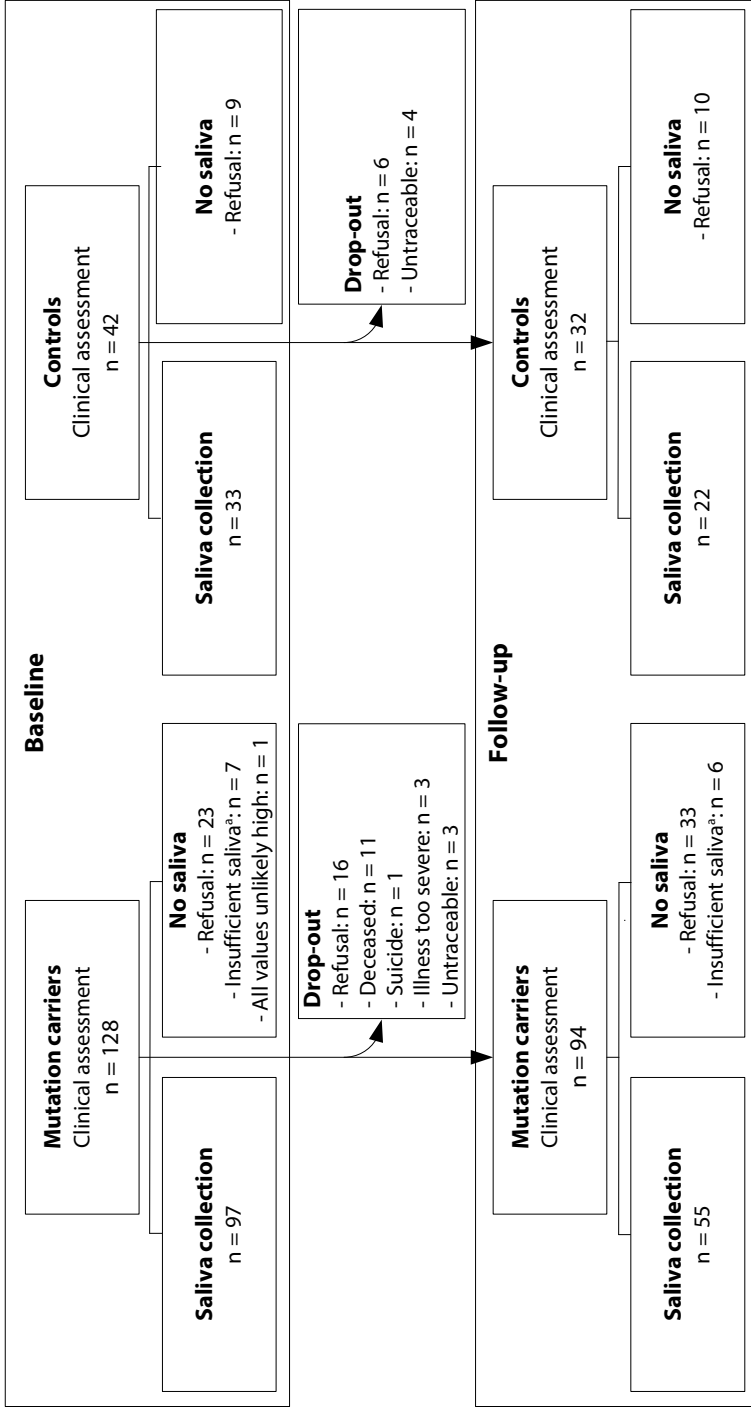 Baseline
Mutation carriers
Clinical assessment
n = 128
Controls
Clinical assessment
n = 42
Saliva collection
n = 97
No saliva
- Refusal: n = 23
- Insufficient salivaᵃ: n = 7
- All values unlikely high: n = 1
Saliva collection
n = 33
No saliva
- Refusal: n = 9
Drop-out
- Refusal: n = 16
- Deceased: n = 11
- Suicide: n = 1
- Illness too severe: n = 3
- Untraceable: n = 3
Drop-out
- Refusal: n = 6
- Untraceable: n = 4
Follow-up
Mutation carriers
Clinical assessment
n = 94
Controls
Clinical assessment
n = 32
Saliva collection
n = 55
No saliva
- Refusal: n = 33
- Insufficient salivaᵃ: n = 6
Saliva collection
n = 22
No saliva
- Refusal: n = 10